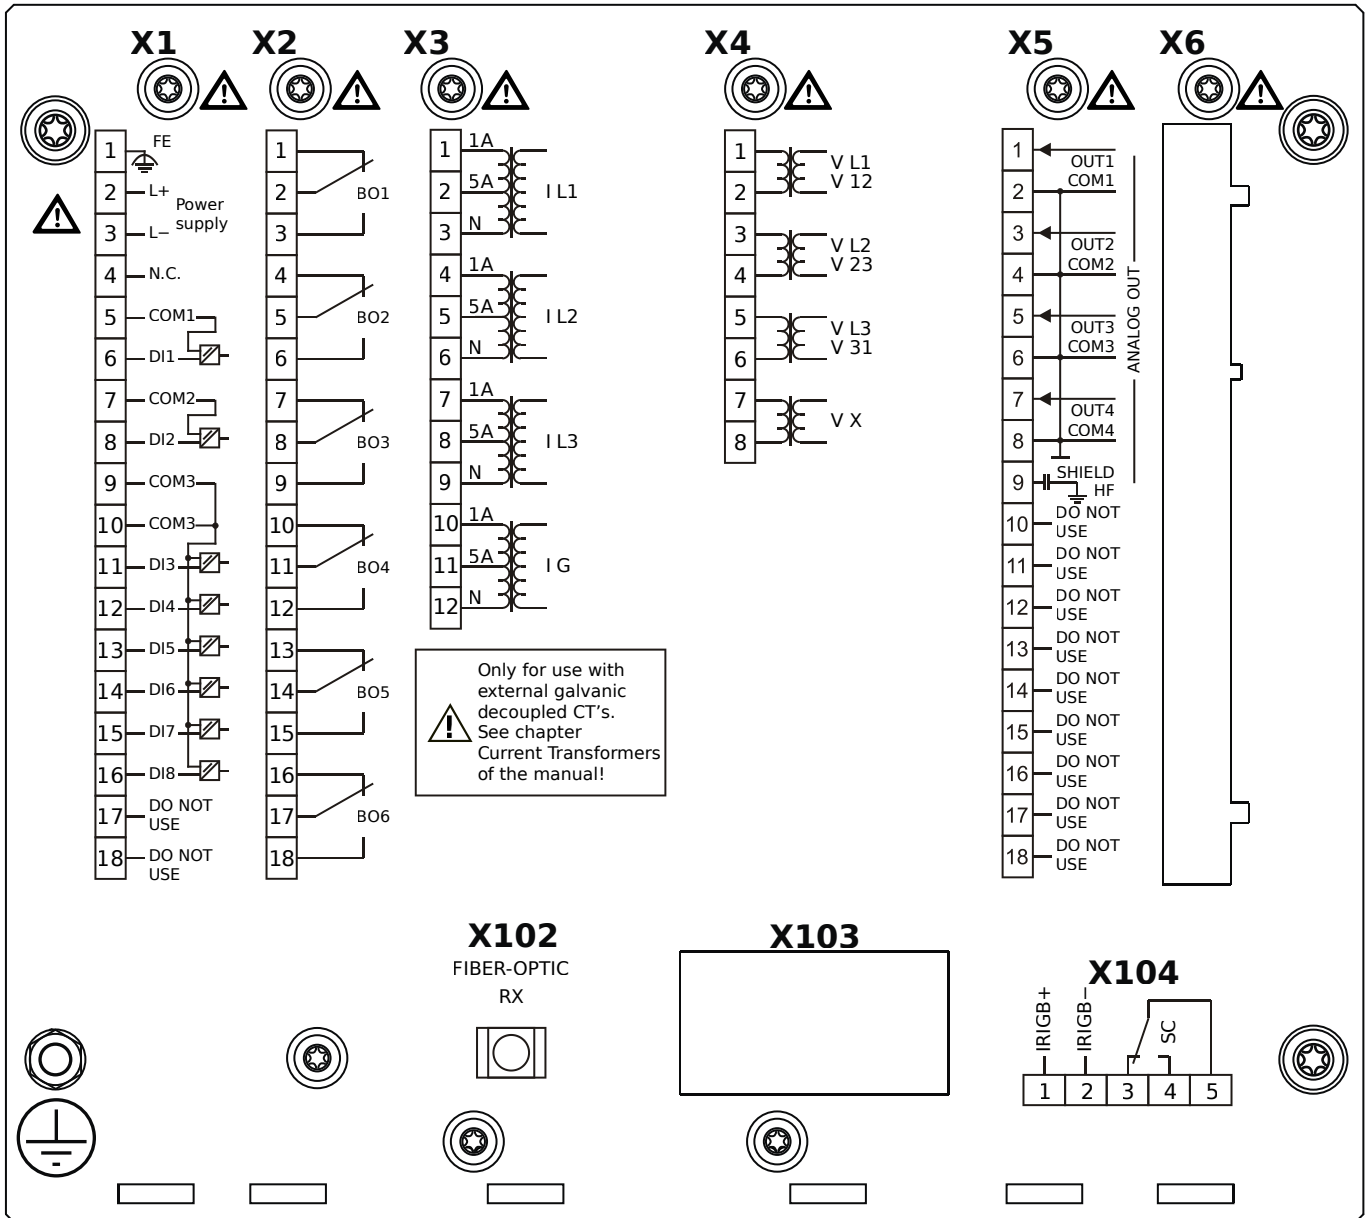 X1
X2
X3
X4
X5
X6
1 FE
2 L+
Power
supply
3 L−
4 N.C.
5 COM1
6 DI1
7 COM2
8 DI2
9 COM3
10 COM3
11 DI3
12 DI4
13 DI5
14 DI6
15 DI7
16 DI8
17 DO NOT
USE
18 DO NOT
USE
1
2 BO1
3
4
5 BO2
6
7
8 BO3
9
10
11 BO4
12
13
14 BO5
15
16
17 BO6
18
1 1A
2 5A I L1
3 N
4 1A
5 5A I L2
6 N
7 1A
8 5A I L3
9 N
10 1A
11 5A I G
12 N
Only for use with
external galvanic
decoupled CT's.
See chapter
Current Transformers
of the manual!
1 V L1
2 V 12
3 V L2
4 V 23
5 V L3
6 V 31
7
V X
8
1 OUT1
2 COM1
3 OUT2
4 COM2
5 OUT3
6 COM3
7 OUT4
8 COM4
ANALOG OUT
9 SHIELD
HF
10 DO NOT
USE
11 DO NOT
USE
12 DO NOT
USE
13 DO NOT
USE
14 DO NOT
USE
15 DO NOT
USE
16 DO NOT
USE
17 DO NOT
USE
18 DO NOT
USE
X102
FIBER-OPTIC
RX
X103
X104
IRIGB+
IRIGB−
SC
1 2 3 4 5